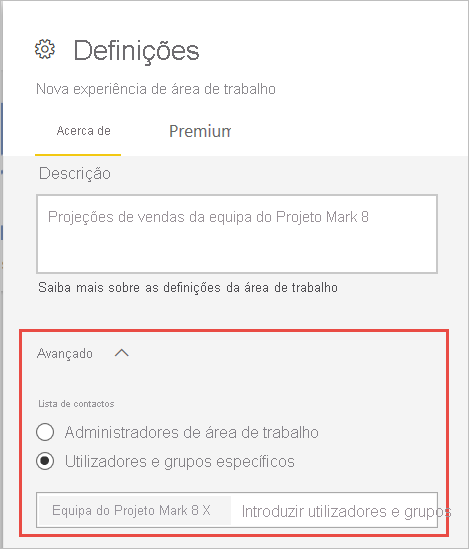 Definições
Nova experiência de área de trabalho
Acerca de Premium
Descrição
Projeções de vendas da equipa do Projeto Mark 8
Saiba mais sobre as definições da área de trabalho
Avançado
Lista de contactos
Administradores de área de trabalho
Utilizadores e grupos específicos
Equipa do Projeto Mark 8 X Introduzir utilizadores e grupos